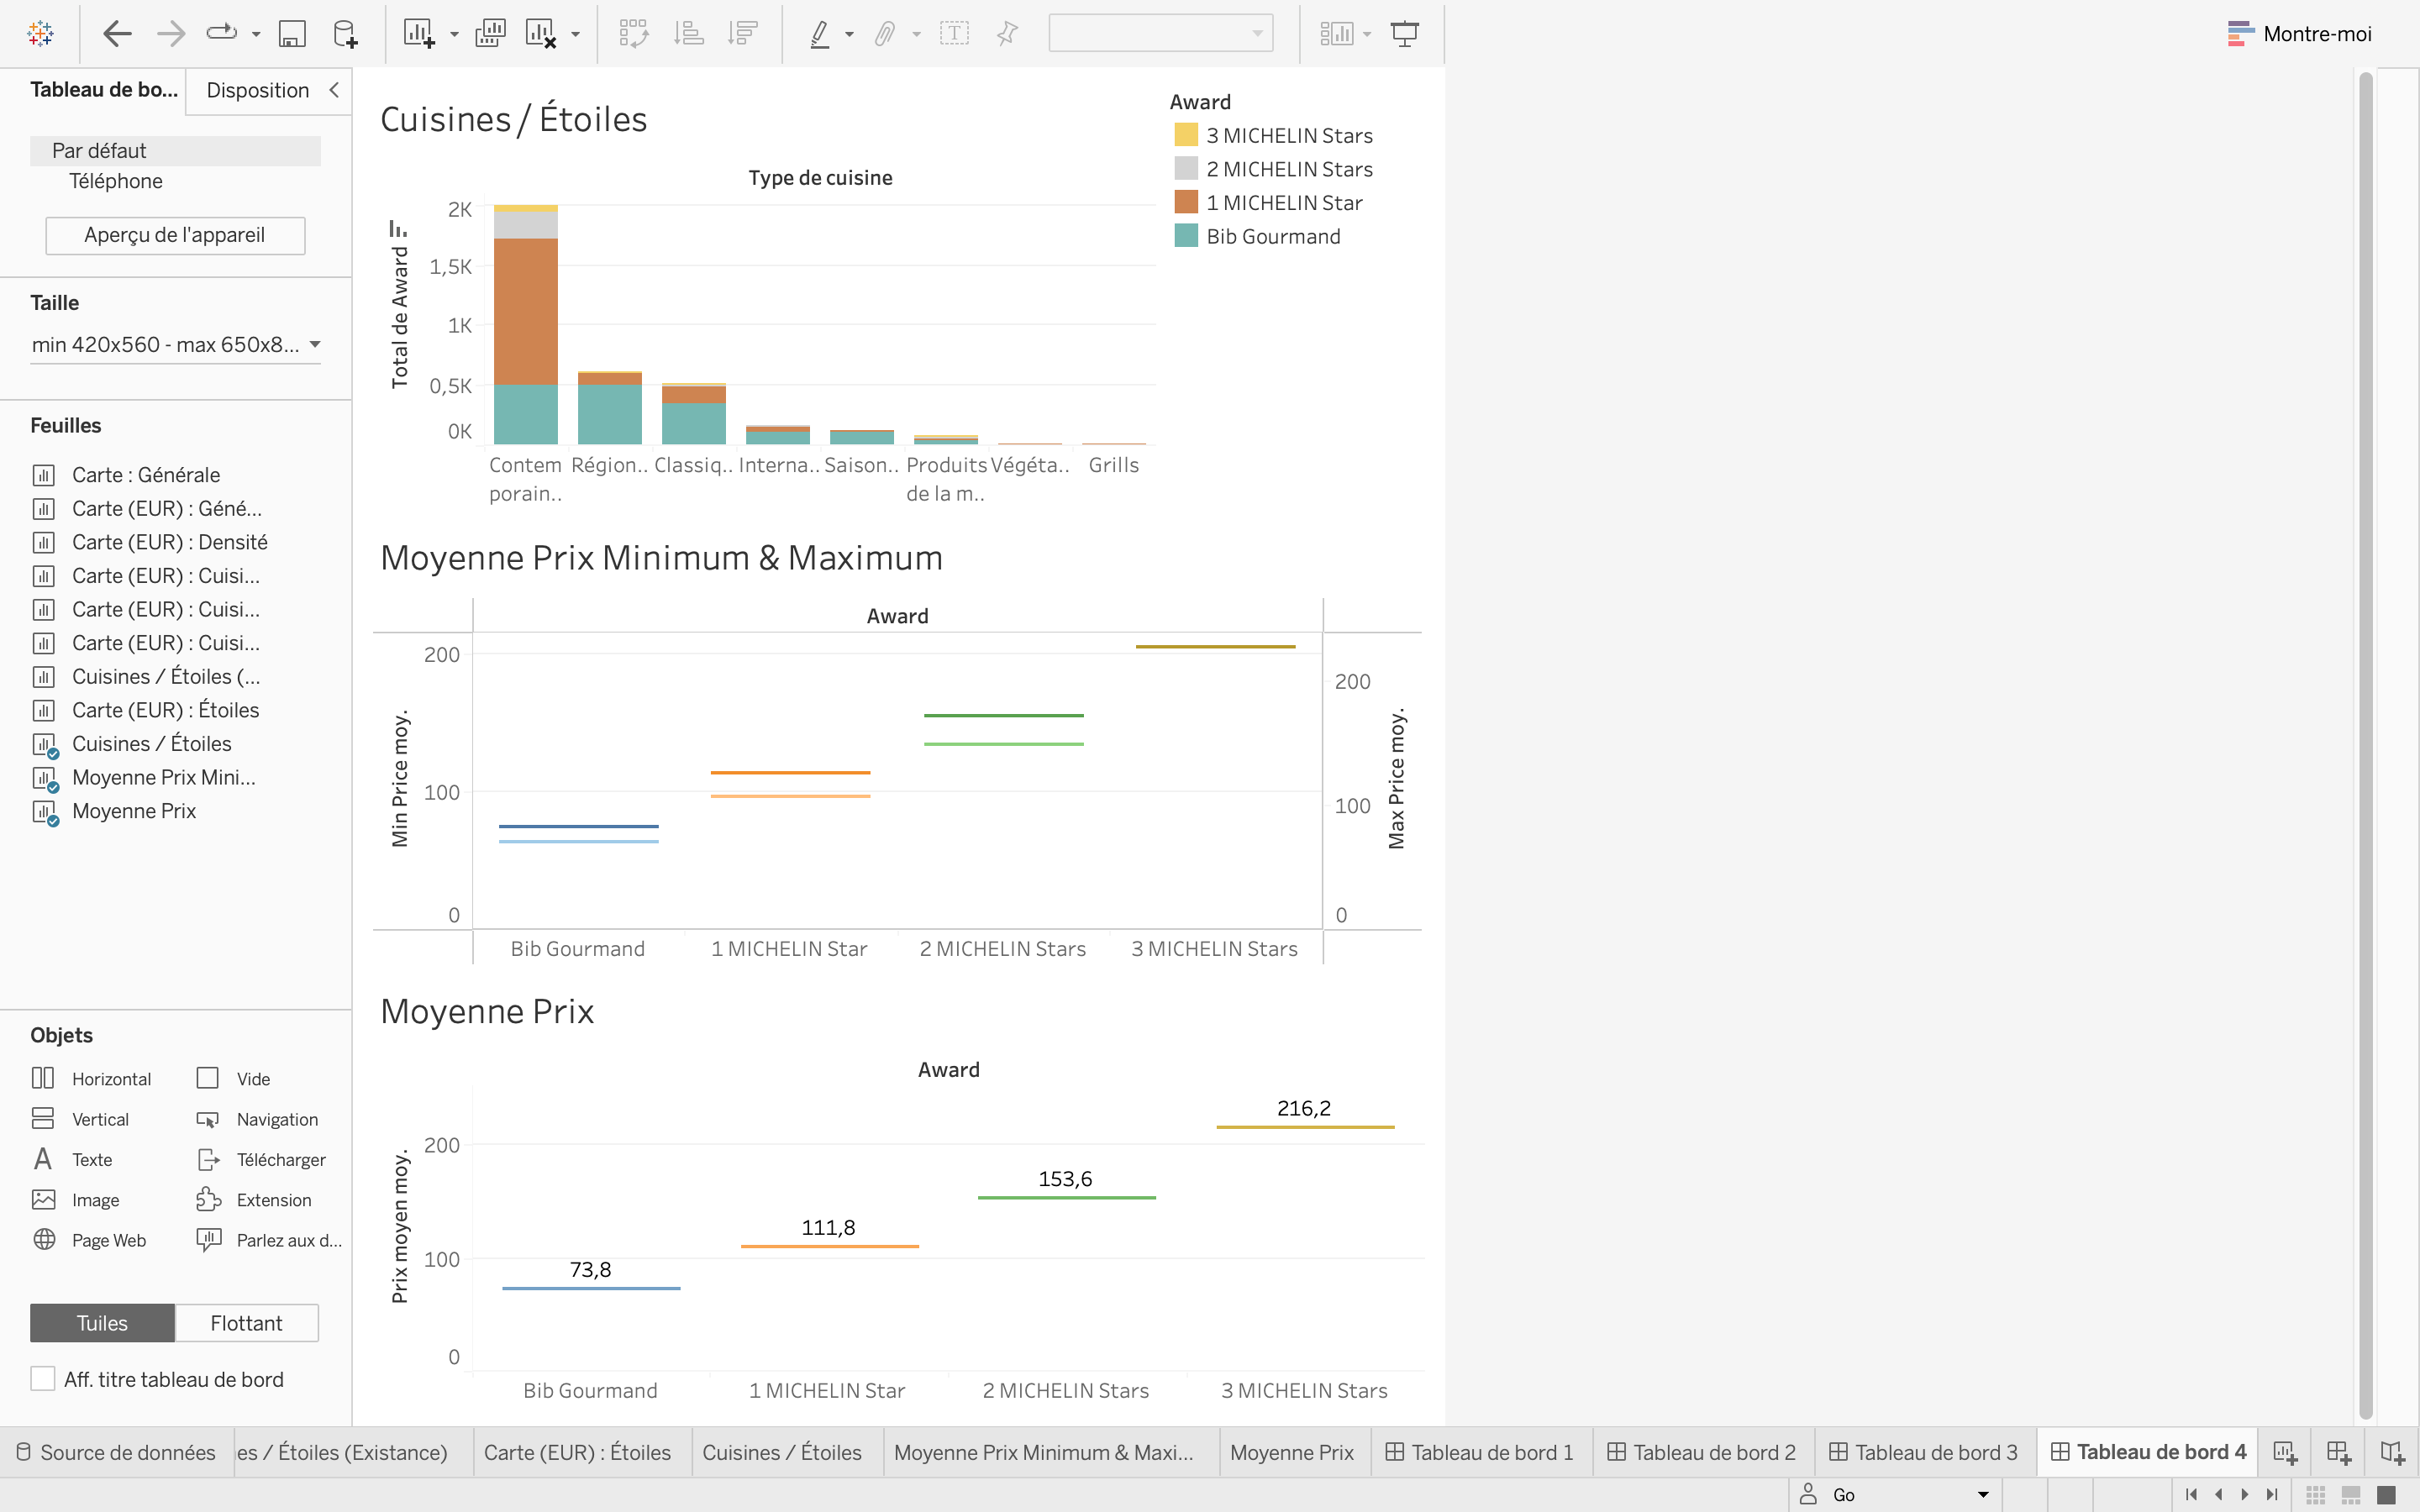 Montre-moi
Tableau de bo...
Disposition
Par défaut
Téléphone
Aperçu de l'appareil
Taille
min 420x560 - max 650x8...
Feuilles
Carte : Générale
Carte (EUR) : Géné...
Carte (EUR) : Densité
Carte (EUR) : Cuisi...
Carte (EUR) : Cuisi...
Carte (EUR) : Cuisi...
Cuisines / Étoiles (...
Carte (EUR) : Étoiles
Cuisines / Étoiles
Moyenne Prix Mini...
Moyenne Prix
Objets
Horizontal
Vide
Vertical
Navigation
Texte
Télécharger
Image
Extension
Page Web
Parlez aux d...
Tuiles
Flottant
Aff. titre tableau de bord
Cuisines / Étoiles
Award
3 MICHELIN Stars
2 MICHELIN Stars
1 MICHELIN Star
Bib Gourmand
Type de cuisine
Total de Award
2K
1,5K
1K
0,5K
0K
Contem
porain..
Région..
Classiq..
Interna..
Saison..
Produits
de la m..
Végéta..
Grills
Moyenne Prix Minimum & Maximum
Award
Min Price moy.
200
100
0
200
100
0
Max Price moy.
Bib Gourmand
1 MICHELIN Star
2 MICHELIN Stars
3 MICHELIN Stars
Moyenne Prix
Award
Prix moyen moy.
200
100
0
73,8
111,8
153,6
216,2
Bib Gourmand
1 MICHELIN Star
2 MICHELIN Stars
3 MICHELIN Stars
Source de données
es / Étoiles (Existance)
Carte (EUR) : Étoiles
Cuisines / Étoiles
Moyenne Prix Minimum & Maxi...
Moyenne Prix
Tableau de bord 1
Tableau de bord 2
Tableau de bord 3
Tableau de bord 4
Go